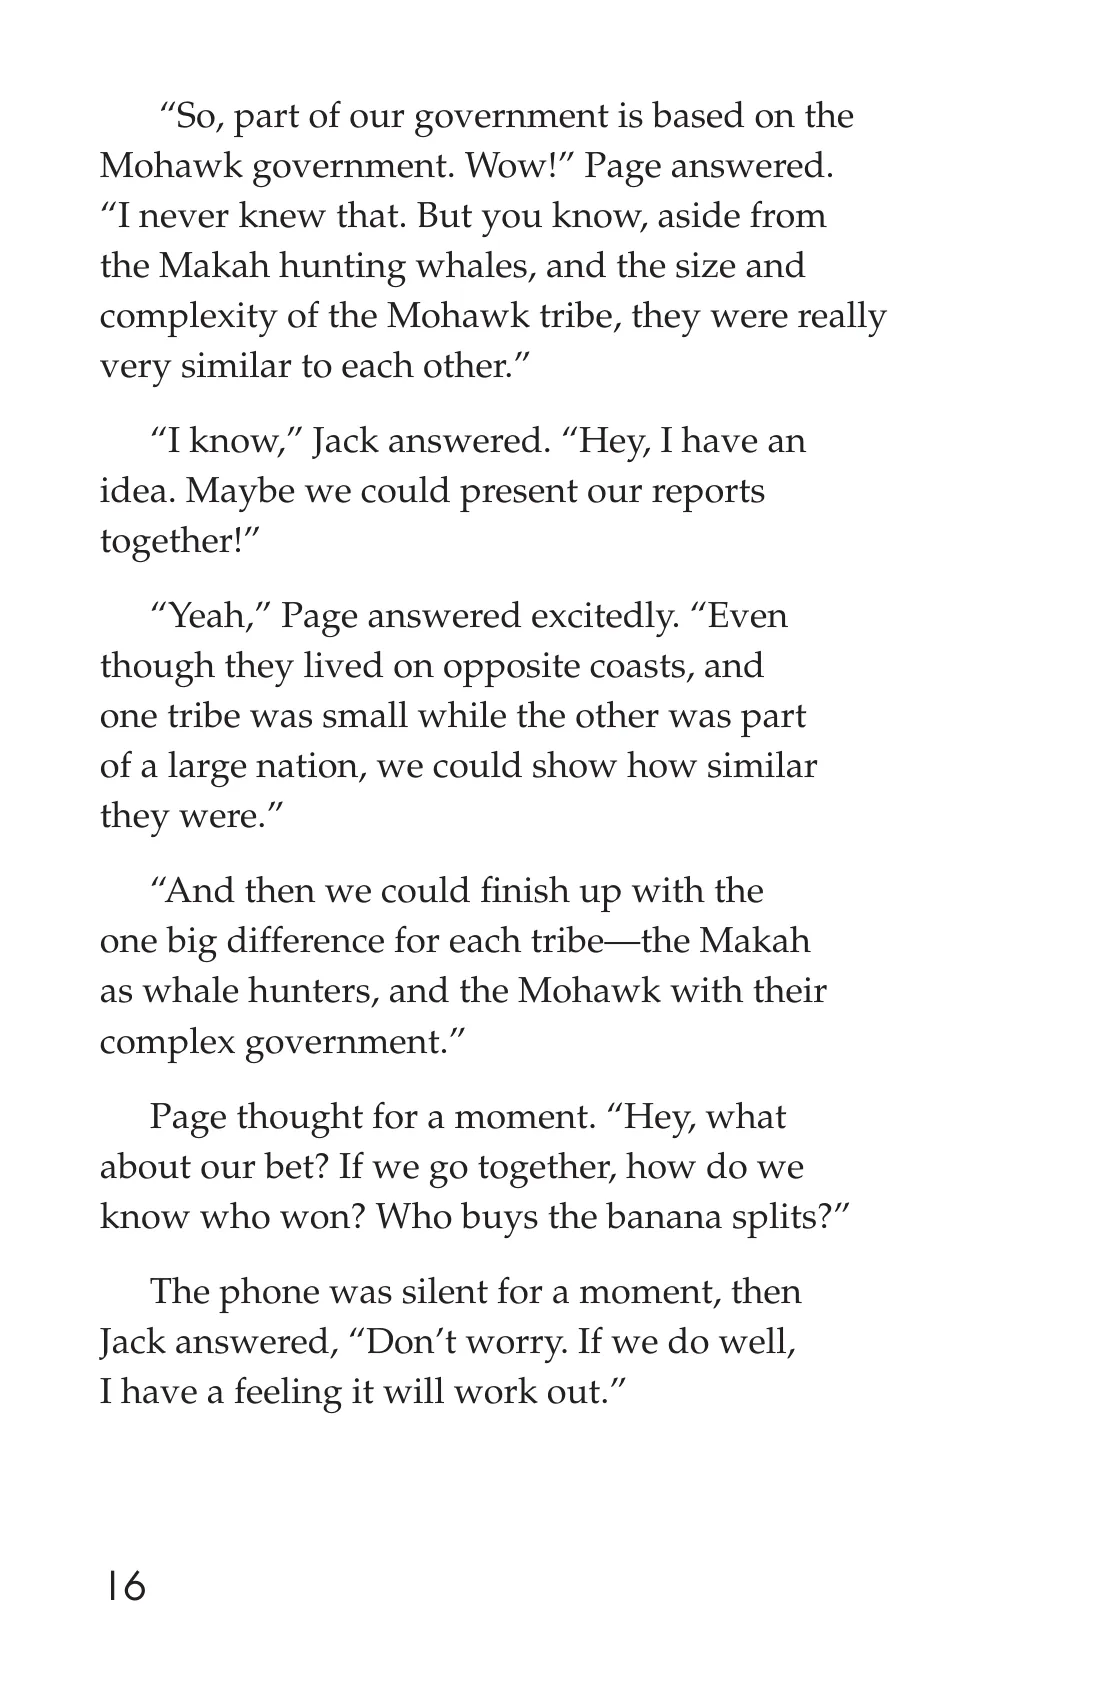 “So, part of our government is based on the
Mohawk government. Wow!” Page answered.
“I never knew that. But you know, aside from
the Makah hunting whales, and the size and
complexity of the Mohawk tribe, they were really
very similar to each other.”
“I know,” Jack answered. “Hey, I have an
idea. Maybe we could present our reports
together!”
“Yeah,” Page answered excitedly. “Even
though they lived on opposite coasts, and
one tribe was small while the other was part
of a large nation, we could show how similar
they were.”
“And then we could finish up with the
one big difference for each tribe—the Makah
as whale hunters, and the Mohawk with their
complex government.”
Page thought for a moment. “Hey, what
about our bet? If we go together, how do we
know who won? Who buys the banana splits?”
The phone was silent for a moment, then
Jack answered, “Don’t worry. If we do well,
I have a feeling it will work out.”
16